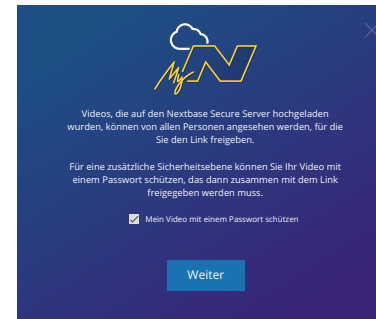 My N
Videos, die auf den Nextbase Secure Server hochgeladen
wurden, können von allen Personen angesehen werden, für die
Sie den Link freigeben.
Für eine zusätzliche Sicherheitsebene können Sie Ihr Video mit
einem Passwort schützen, das dann zusammen mit dem Link
freigegeben werden muss.
Mein Video mit einem Passwort schützen
Weiter